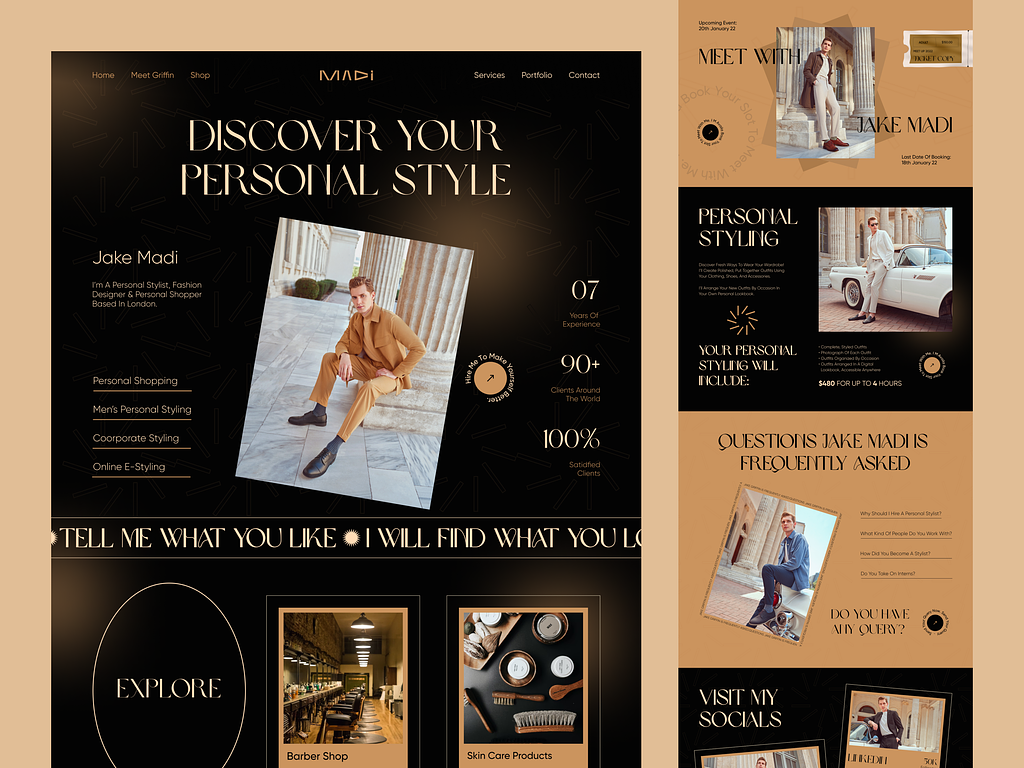 Home Meet Griffin Shop
MADI
Services Portfolio Contact
DISCOVER YOUR
PERSONAL STYLE
Jake Madi
I'm A Personal Stylist, Fashion
Designer & Personal Shopper
Based In London.
Personal Shopping
Men's Personal Styling
Coorporate Styling
Online E-Styling
Hire Me To Make Yourself Better.
07
Years Of
Experience
90+
Clients Around
The World
100%
Satidfied
Clients
TELL ME WHAT YOU LIKE
I WILL FIND WHAT YOU LO
EXPLORE
Barber Shop
Skin Care Products
Upcoming Event:
20th January 22
MEET WITH
JAKE MADI
Book Your Slot To Meet With Me
TICKET COPY
Last Date Of Booking:
18th January 22
PERSONAL
STYLING
Discover Fresh Ways To Wear Your Wardrobe!
I'll Create Polished, Put Together Outfits Using
Your Clothing, Shoes, And Accessories.
I'll Arrange Your New Outfits By Occasion In
Your Own Personal Lookbook.
YOUR PERSONAL
STYLING WILL
INCLUDE:
• Complete, Styled Outfits
• Photograph Of Each Outfit
• Outfits Organized By Occasion
• Outfits Arranged In A Digital
Lookbook, Accessible Anywhere
$480 FOR UP TO 4 HOURS
QUESTIONS JAKE MADI IS
FREQUENTLY ASKED
Why Should I Hire A Personal Stylist?
What Kind Of People Do You Work With?
How Did You Become A Stylist?
Do You Take On Interns?
DO YOU HAVE
ANY QUERY?
VISIT MY
SOCIALS
LINKEDIN
50K